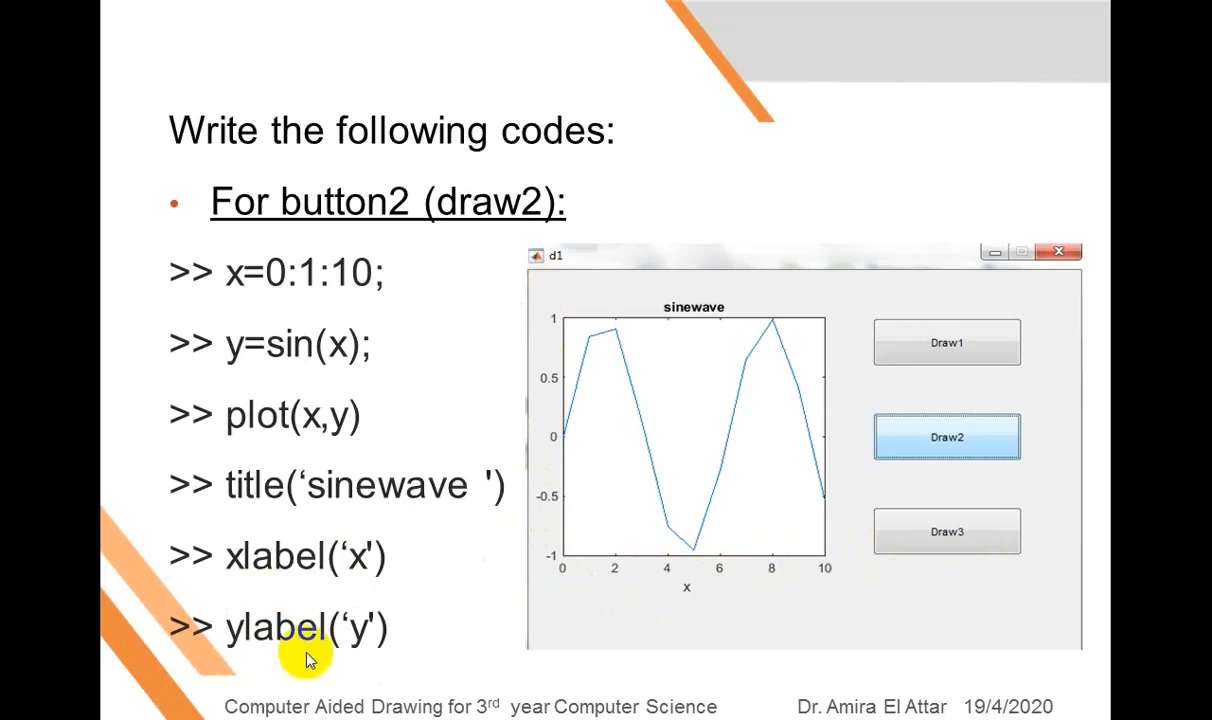 Write the following codes:
• For button2 (draw2):
>> x=0:1:10;
>> y=sin(x);
>> plot(x,y)
>> title(‘sinewave ')
>> xlabel(‘x')
>> ylabel(‘y')
d1
sinewave
1
0.5
0
-0.5
-1
0 2 4 6 8 10
x
Draw1
Draw2
Draw3
Computer Aided Drawing for 3rd year Computer Science Dr. Amira El Attar 19/4/2020